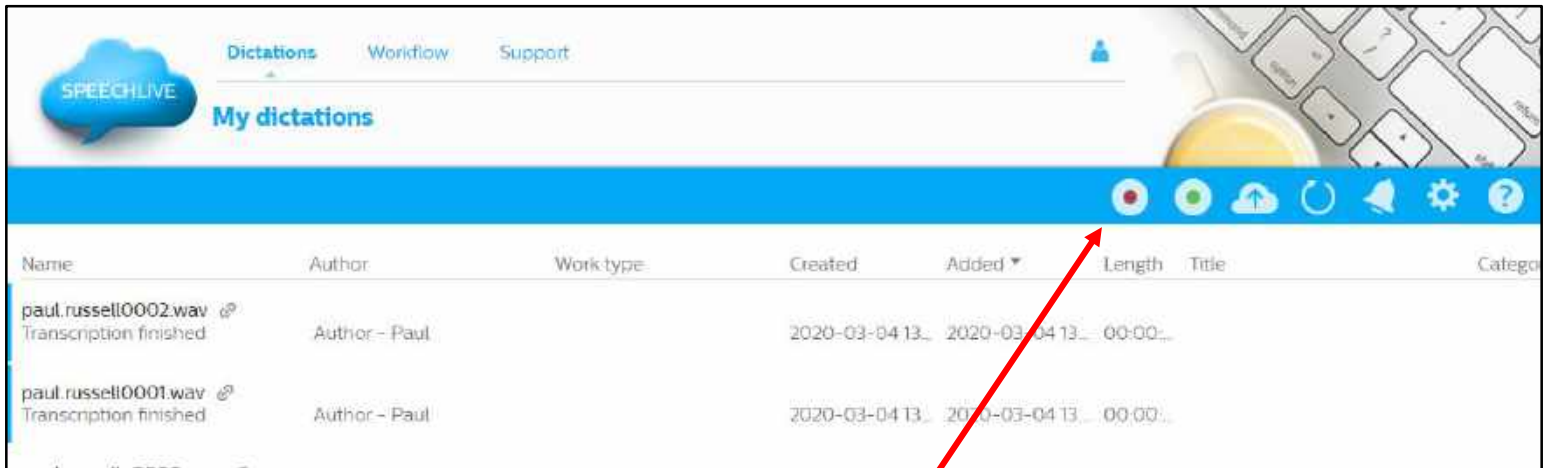 Dictations Workflow Support
SPEECHLIVE
My dictations
?
Name Author Work type Created Added ▼ Length Title Catego
paul.russell0002.wav
Transcription finished Author - Paul 2020-03-04 13... 2020-03-04 13... 00:00:...
paul.russell0001.wav
Transcription finished Author - Paul 2020-03-04 13... 2020-03-04 13... 00:00:...